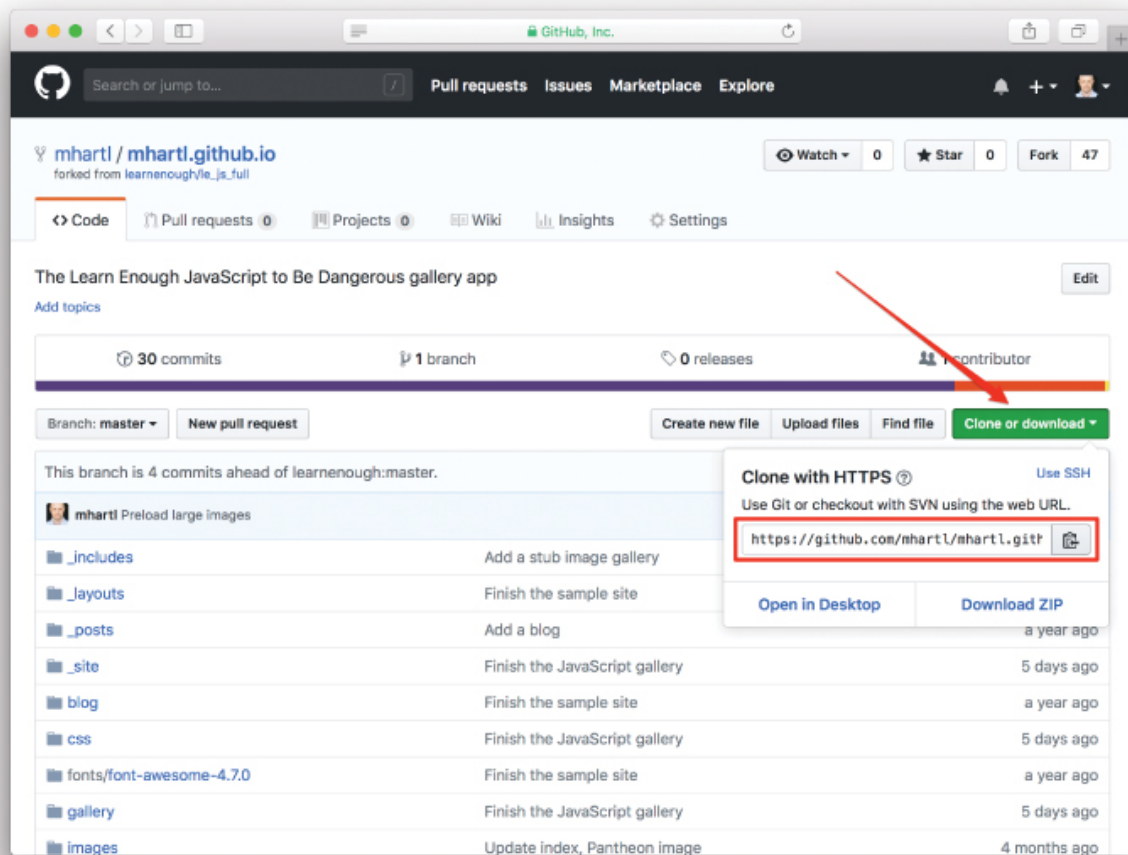 GitHub, Inc.
Search or jump to... / Pull requests Issues Marketplace Explore
mhartl / mhartl.github.io Watch 0 Star 0 Fork 47
forked from learnenough/le_js_full
Code Pull requests 0 Projects 0 Wiki Insights Settings
The Learn Enough JavaScript to Be Dangerous gallery app Edit
Add topics
30 commits 1 branch 0 releases 1 contributor
Branch: master New pull request Create new file Upload files Find file Clone or download
This branch is 4 commits ahead of learnenough:master.
mhartl Preload large images
Clone with HTTPS ? Use SSH
Use Git or checkout with SVN using the web URL.
https://github.com/mhartl/mhartl.gith
Open in Desktop Download ZIP
_includes Add a stub image gallery
_layouts Finish the sample site
_posts Add a blog a year ago
_site Finish the JavaScript gallery 5 days ago
blog Finish the sample site a year ago
css Finish the JavaScript gallery 5 days ago
fonts/font-awesome-4.7.0 Finish the sample site a year ago
gallery Finish the JavaScript gallery 5 days ago
images Update index, Pantheon image 4 months ago